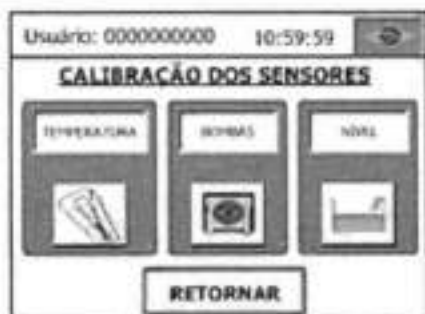 Usuário: 0000000000 10:59:59
CALIBRAÇÃO DOS SENSORES
TEMPERATURA BOMBAS NÍVEL
RETORNAR